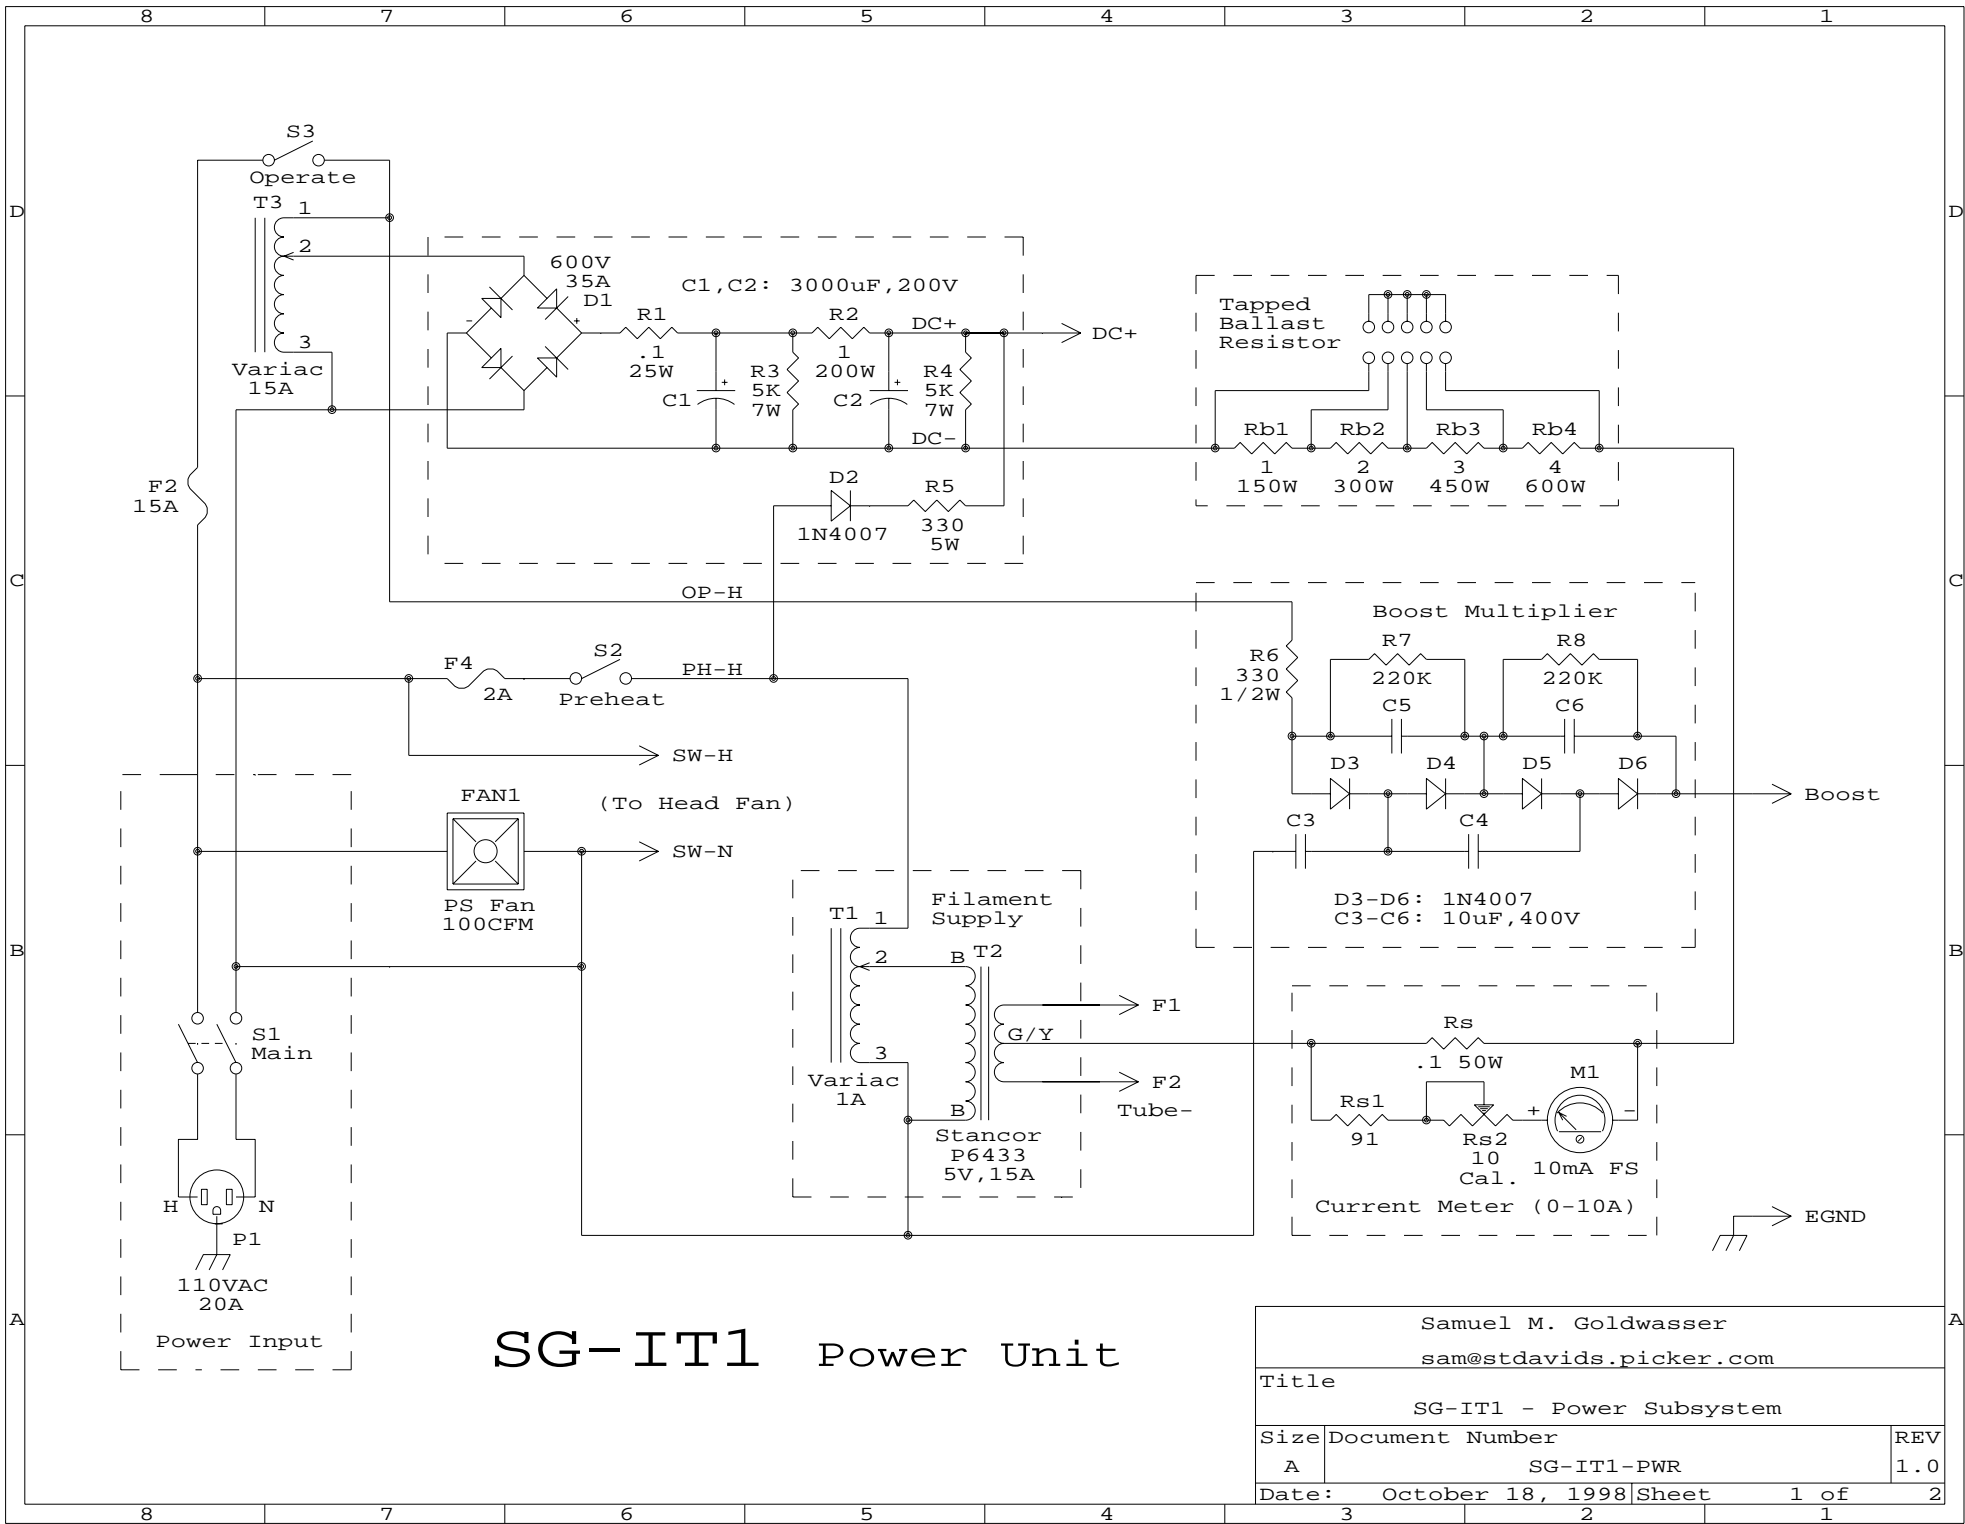 8 7 6 5 4 3 2 1
S3
Operate
D
D
T3
1
2
3
Variac
15A
600V
35A
D1
-
+
C1,C2: 3000uF,200V
R1
.1
25W
R2
1
200W
DC+
DC+
R3
5K
7W
R4
5K
7W
C1
+
C2
+
DC-
D2
1N4007
R5
330
5W
Tapped
Ballast
Resistor
Rb1
1
150W
Rb2
2
300W
Rb3
3
450W
Rb4
4
600W
F2
15A
C
C
OP-H
F4
2A
S2
Preheat
PH-H
SW-H
(To Head Fan)
SW-N
FAN1
PS Fan
100CFM
Boost Multiplier
R6
330
1/2W
R7
220K
C5
R8
220K
C6
D3
D4
D5
D6
C3
C4
Boost
D3-D6: 1N4007
C3-C6: 10uF,400V
B
B
Filament
Supply
T1
1
2
3
Variac
1A
B
T2
B
G/Y
Stancor
P6433
5V,15A
F1
F2
Tube-
Rs
.1 50W
Rs1
91
Rs2
10
Cal.
M1
+
-
10mA FS
Current Meter (0-10A)
EGND
S1
Main
H
N
P1
110VAC
20A
Power Input
A
A
SG-IT1 Power Unit
Samuel M. Goldwasser
sam@stdavids.picker.com
Title
SG-IT1 - Power Subsystem
Size
Document Number
REV
A
SG-IT1-PWR
1.0
Date: October 18, 1998
Sheet 1 of 2
8 7 6 5 4 3 2 1